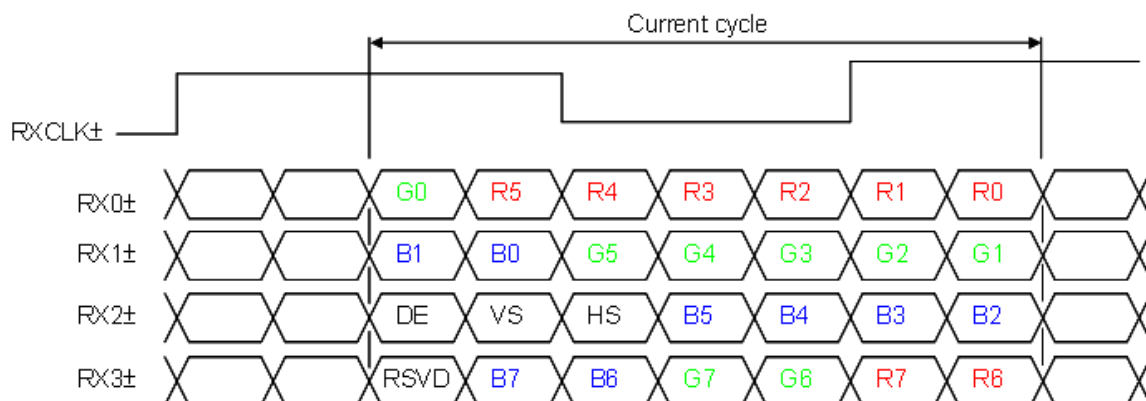 Current cycle
RXCLK±
RX0± G0 R5 R4 R3 R2 R1 R0
RX1± B1 B0 G5 G4 G3 G2 G1
RX2± DE VS HS B5 B4 B3 B2
RX3± RSVD B7 B6 G7 G6 R7 R6